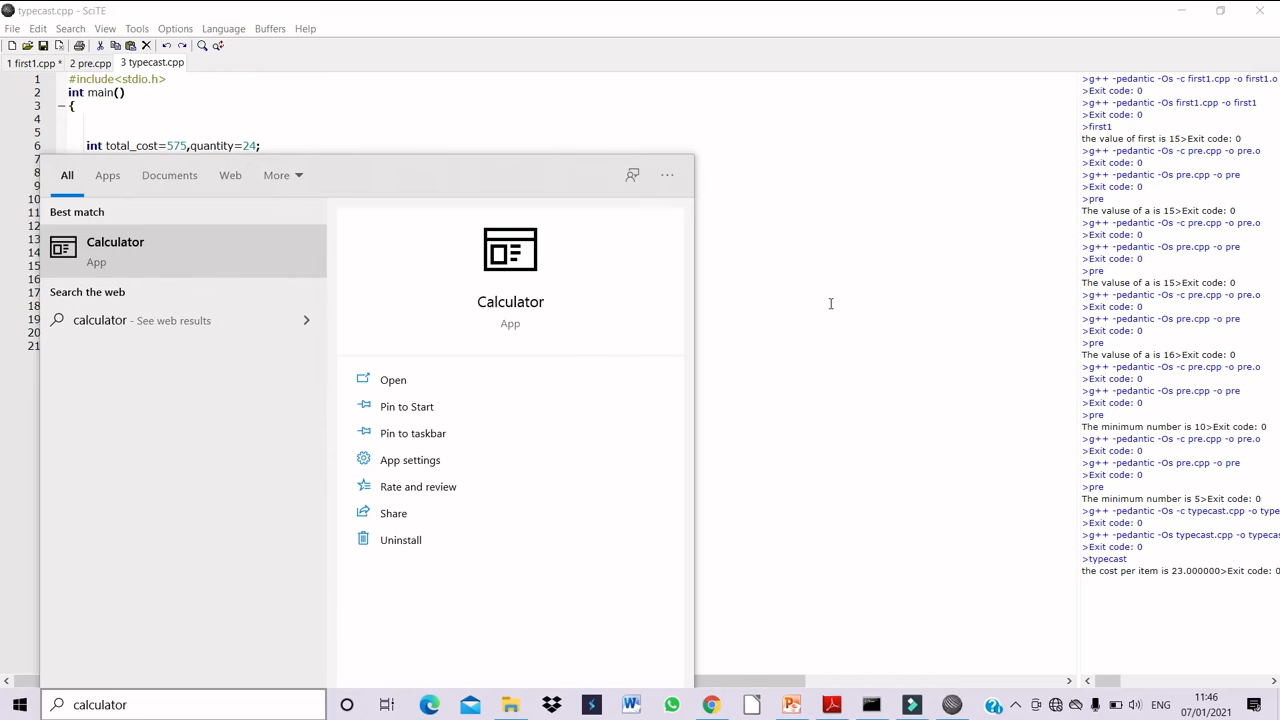 typecast.cpp - SciTE
File Edit Search View Tools Options Language Buffers Help
1 first1.cpp * 2 pre.cpp 3 typecast.cpp
1 #include<stdio.h>
2 int main()
3 {
4
5
6 int total_cost=575,quantity=24;
7
8
9
10
11
12
13
14
15
16
17
18
19
20
21
All Apps Documents Web More
Best match
Calculator
App
Search the web
calculator - See web results
Calculator
App
Open
Pin to Start
Pin to taskbar
App settings
Rate and review
Share
Uninstall
>g++ -pedantic -Os -c first1.cpp -o first1.o
>Exit code: 0
>g++ -pedantic -Os first1.cpp -o first1
>Exit code: 0
>first1
the value of first is 15>Exit code: 0
>g++ -pedantic -Os -c pre.cpp -o pre.o
>Exit code: 0
>g++ -pedantic -Os pre.cpp -o pre
>Exit code: 0
>pre
The valuse of a is 15>Exit code: 0
>g++ -pedantic -Os -c pre.cpp -o pre.o
>Exit code: 0
>g++ -pedantic -Os pre.cpp -o pre
>Exit code: 0
>pre
The valuse of a is 15>Exit code: 0
>g++ -pedantic -Os -c pre.cpp -o pre.o
>Exit code: 0
>g++ -pedantic -Os pre.cpp -o pre
>Exit code: 0
>pre
The valuse of a is 16>Exit code: 0
>g++ -pedantic -Os -c pre.cpp -o pre.o
>Exit code: 0
>g++ -pedantic -Os pre.cpp -o pre
>Exit code: 0
>pre
The minimum number is 10>Exit code: 0
>g++ -pedantic -Os -c pre.cpp -o pre.o
>Exit code: 0
>g++ -pedantic -Os pre.cpp -o pre
>Exit code: 0
>pre
The minimum number is 5>Exit code: 0
>g++ -pedantic -Os -c typecast.cpp -o type
>Exit code: 0
>g++ -pedantic -Os typecast.cpp -o typecas
>Exit code: 0
>typecast
the cost per item is 23.000000>Exit code: 0
calculator
ENG
11:46
07/01/2021